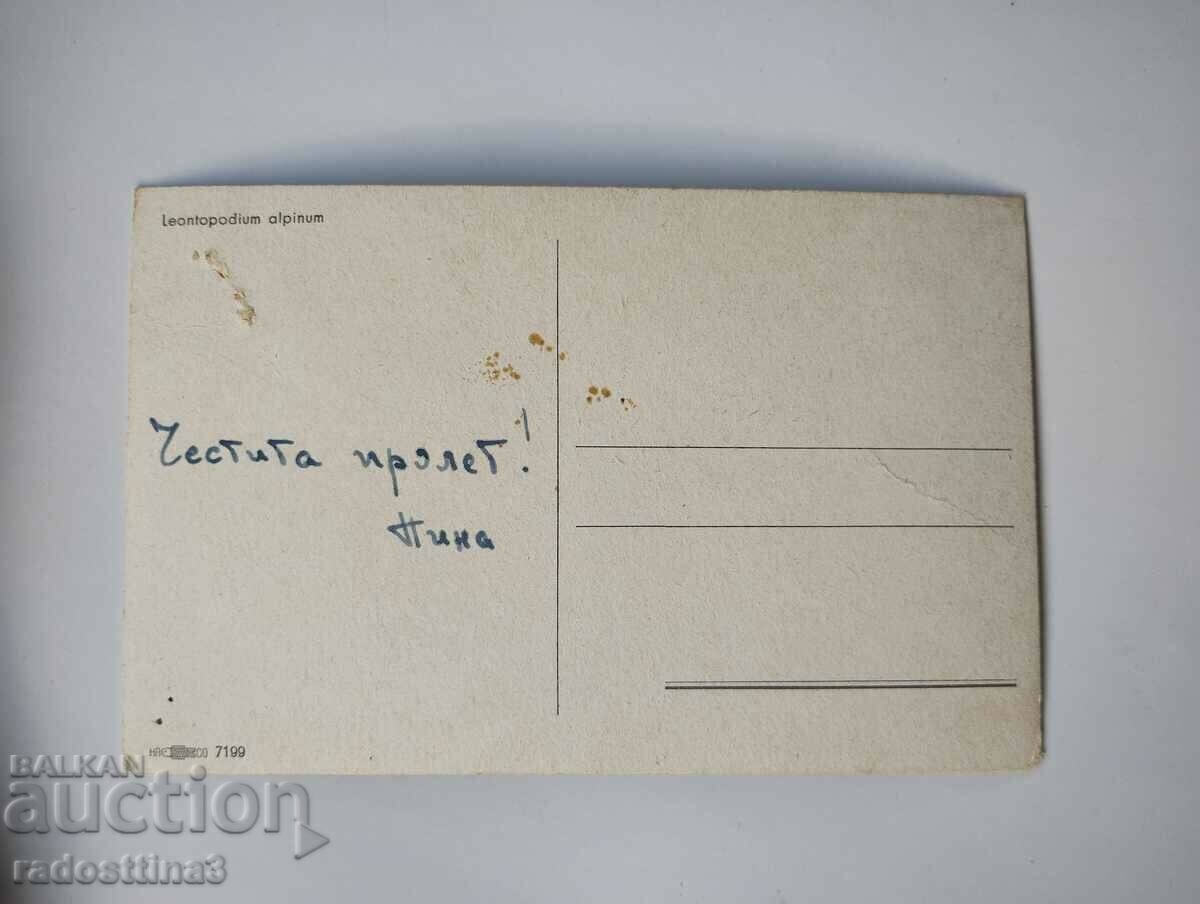 Leontopodium alpinum
Честита пролет!
Нина
7199
BALKAN
auction
radosttina3